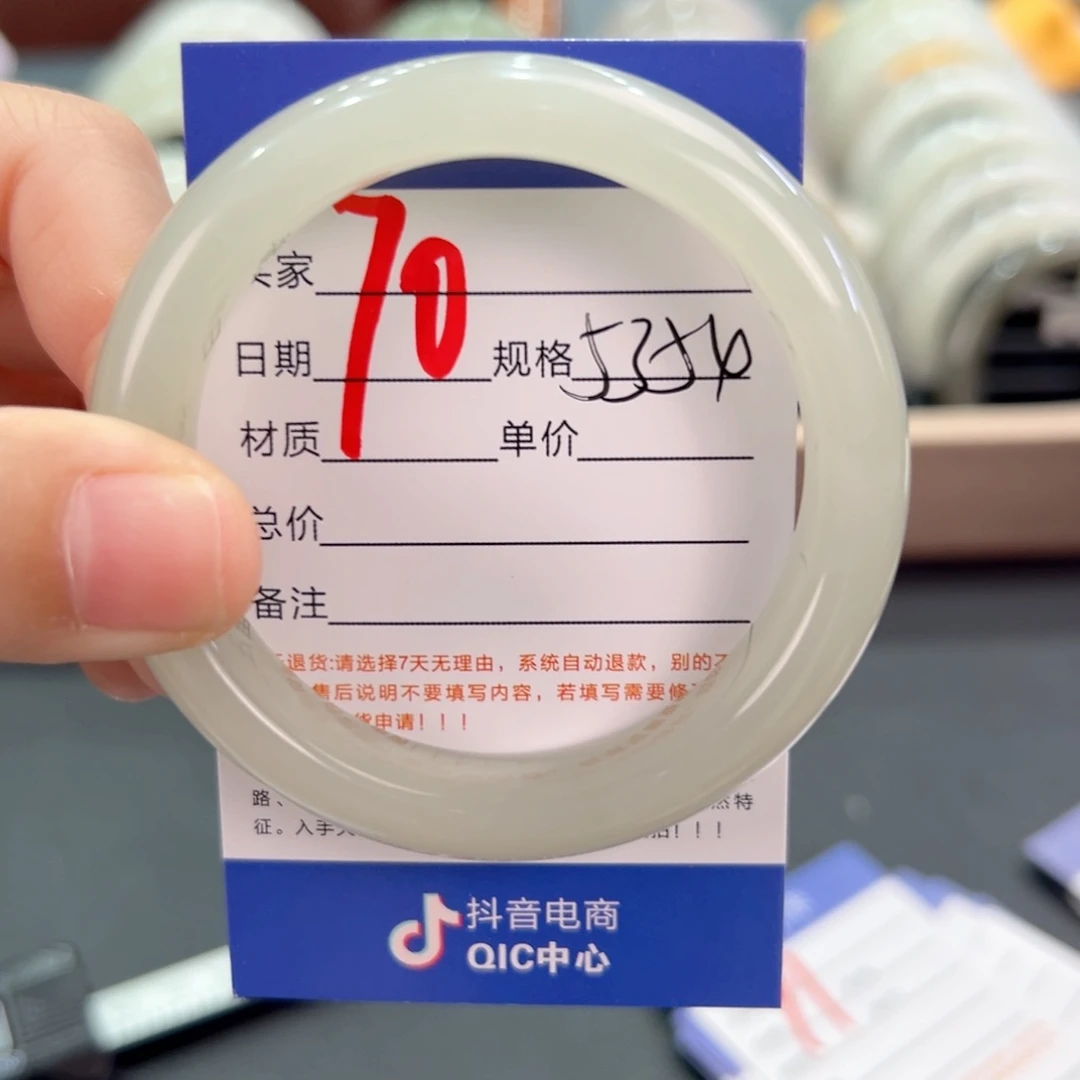 家
70
日期 规格
材质 单价
总价
备注
退货:请选择7天无理由，系统自动退款，别的
售后说明不要填写内容，若填写需要修
货申请！！！
路、 然特
征。入手 ！！！
抖音电商
QIC中心